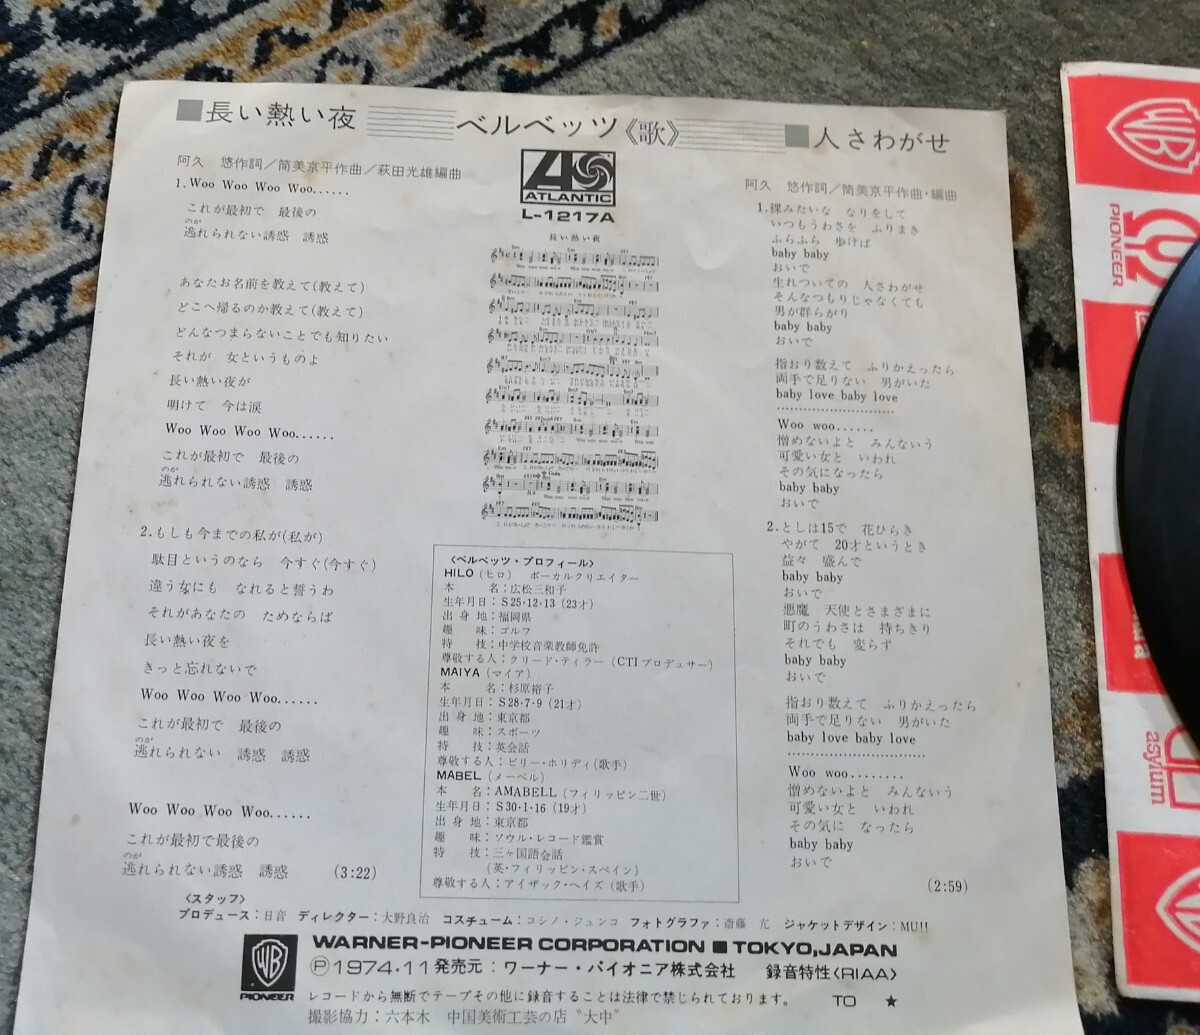 ■長い熱い夜
ベルベッツ《歌》
■人さわがせ
阿久 悠作詞／筒美京平作曲／萩田光雄編曲
1.Woo Woo Woo Woo......
これが最初で 最後の
のが
逃れられない誘惑 誘惑
あなたお名前を教えて(教えて)
どこへ帰るのか教えて(教えて)
どんなつまらないことでも知りたい
それが 女というものよ
長い熱い夜が
明けて 今は涙
Woo Woo Woo Woo......
これが最初で 最後の
のが
逃れられない誘惑 誘惑
2.もしも今までの私が(私が)
駄目というのなら 今すぐ(今すぐ)
違う女にも なれると誓うわ
それがあなたの ためならば
長い熱い夜を
きっと忘れないで
Woo Woo Woo Woo......
これが最初で 最後の
のが
逃れられない 誘惑 誘惑
Woo Woo Woo Woo......
これが最初で最後の
のが
逃れられない誘惑 誘惑 (3:22)
ATLANTIC
L-1217A
長い熱い夜
〈ベルベッツ・プロフィール〉
HILO (ヒロ) ボーカルクリエイター
本 名：広松三和子
生年月日：S25・12・13 (23才)
出身地：福岡県
趣 味：ゴルフ
特 技：中学校音楽教師免許
尊敬する人：クリード・ティラー (CTIプロデュサー)
MAIYA (マイア)
本 名：杉原裕子
生年月日：S28・7・9 (21才)
出身地：東京都
趣 味：スポーツ
特 技：英会話
尊敬する人：ビリー・ホリディ(歌手)
MABEL (メーベル)
本 名：AMABELL (フィリッピン二世)
生年月日：S30・1・16 (19才)
出身地：東京都
趣 味：ソウル・レコード鑑賞
特 技：三ヶ国語会話
(英・フィリッピン・スペイン)
尊敬する人：アイザック・ヘイズ(歌手)
阿久 悠作詞／筒美京平作曲・編曲
1.裸みたいな なりをして
いつもうわさを ふりまき
ふらふら 歩けば
baby baby
おいで
生れついての 人さわがせ
そんなつもりじゃなくても
男が群らがり
baby baby
おいで
指おり数えて ふりかえったら
両手で足りない 男がいた
baby love baby love
..........................
Woo woo......
憎めないよと みんないう
可愛い女と いわれ
その気になったら
baby baby
おいで
2.としは15で 花ひらき
やがて 20才というとき
益々 盛んで
baby baby
おいで
悪魔 天使とさまざまに
町のうわさは 持ちきり
それでも 変らず
baby baby
おいで
指おり数えて ふりかえったら
両手で足りない 男がいた
baby love baby love
..........................
Woo woo........
憎めないよと みんないう
可愛い女と いわれ
その気に なったら
baby baby
おいで
(2:59)
〈スタッフ〉
プロデュース：日音 ディレクター：大野良治 コスチューム：コシノ・ジュンコ フォトグラファ：斎藤 亢 ジャケットデザイン：MU!!
WB
PIONEER
WARNER-PIONEER CORPORATION ■ TOKYO,JAPAN
Ⓟ1974・11 発売元：ワーナー・パイオニア株式会社 録音特性〈RIAA〉
レコードから無断でテープその他に録音することは法律で禁じられております。 TO ★
撮影協力：六本木 中国美術工芸の店“大中”
WB
PIONEER
asylum
WB